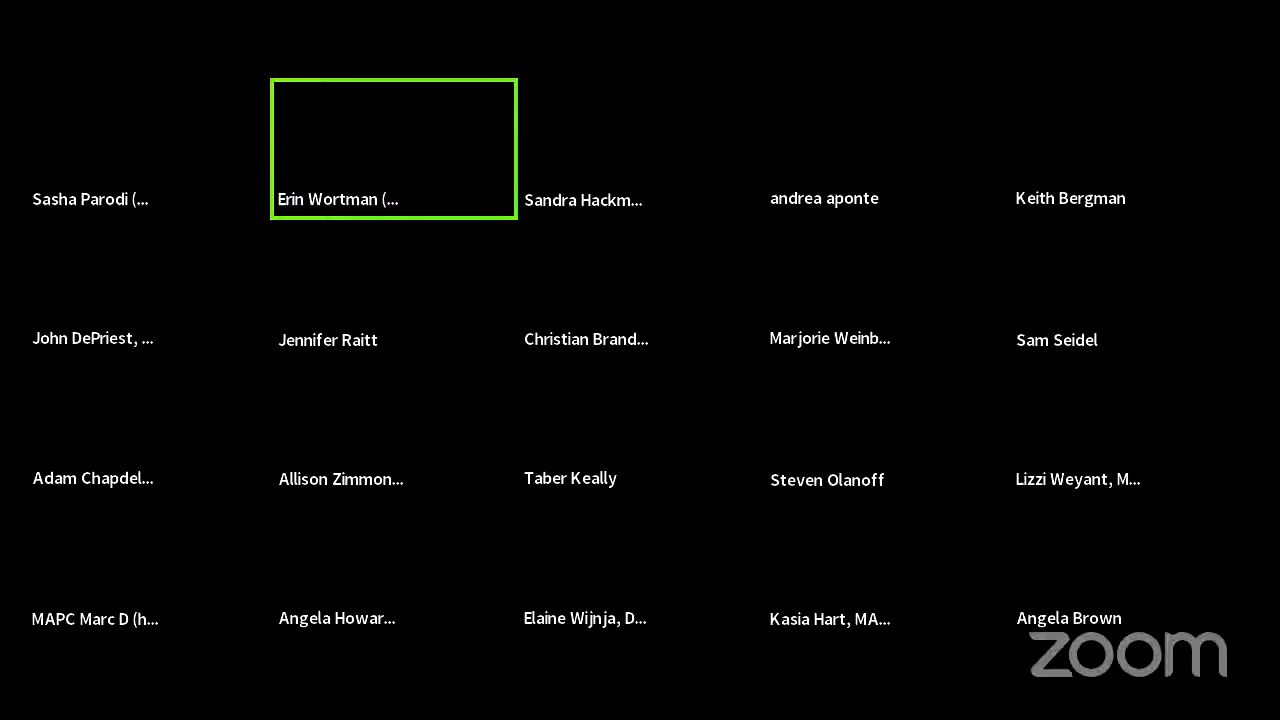 Sasha Parodi (...
Erin Wortman (...
Sandra Hackm...
andrea aponte
Keith Bergman
John DePriest, ...
Jennifer Raitt
Christian Brand...
Marjorie Weinb...
Sam Seidel
Adam Chapdel...
Allison Zimmon...
Taber Keally
Steven Olanoff
Lizzi Weyant, M...
MAPC Marc D (h...
Angela Howar...
Elaine Wijnja, D...
Kasia Hart, MA...
Angela Brown
zoom